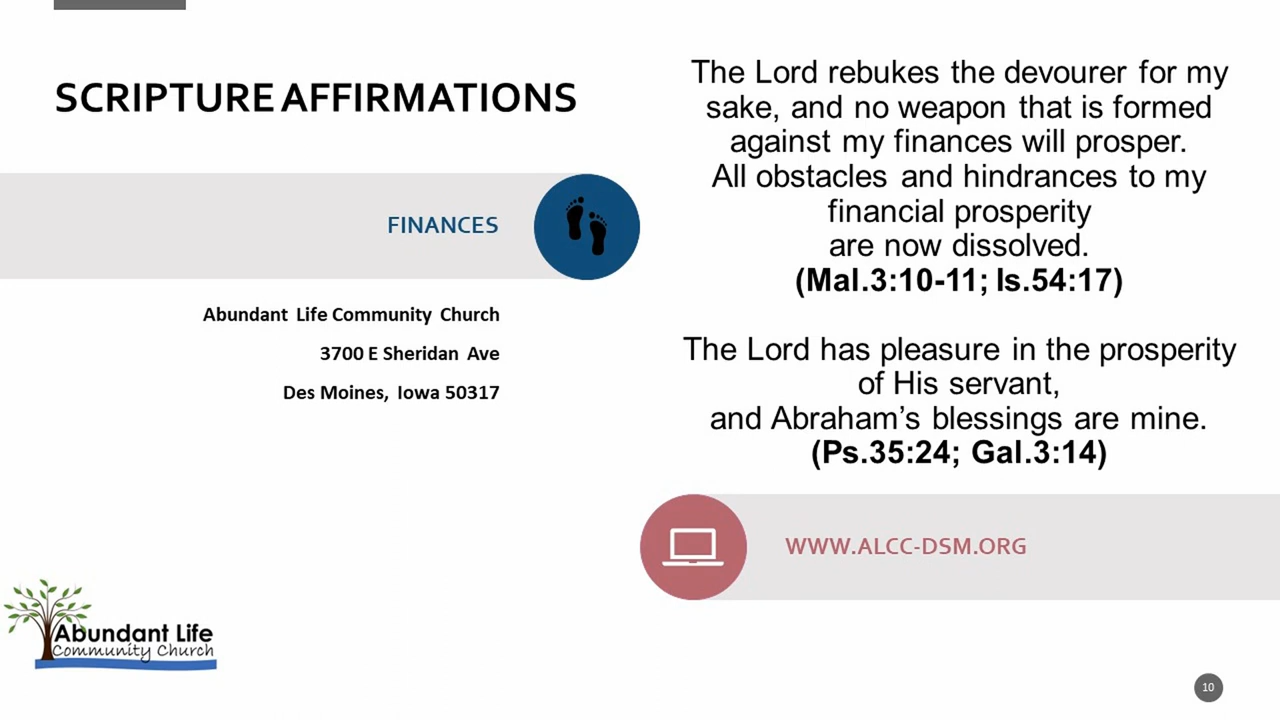 SCRIPTURE AFFIRMATIONS
FINANCES
Abundant Life Community Church
3700 E Sheridan Ave
Des Moines, Iowa 50317
The Lord rebukes the devourer for my
sake, and no weapon that is formed
against my finances will prosper.
All obstacles and hindrances to my
financial prosperity
are now dissolved.
(Mal.3:10-11; Is.54:17)
The Lord has pleasure in the prosperity
of His servant,
and Abraham’s blessings are mine.
(Ps.35:24; Gal.3:14)
WWW.ALCC-DSM.ORG
Abundant Life
Community Church
10